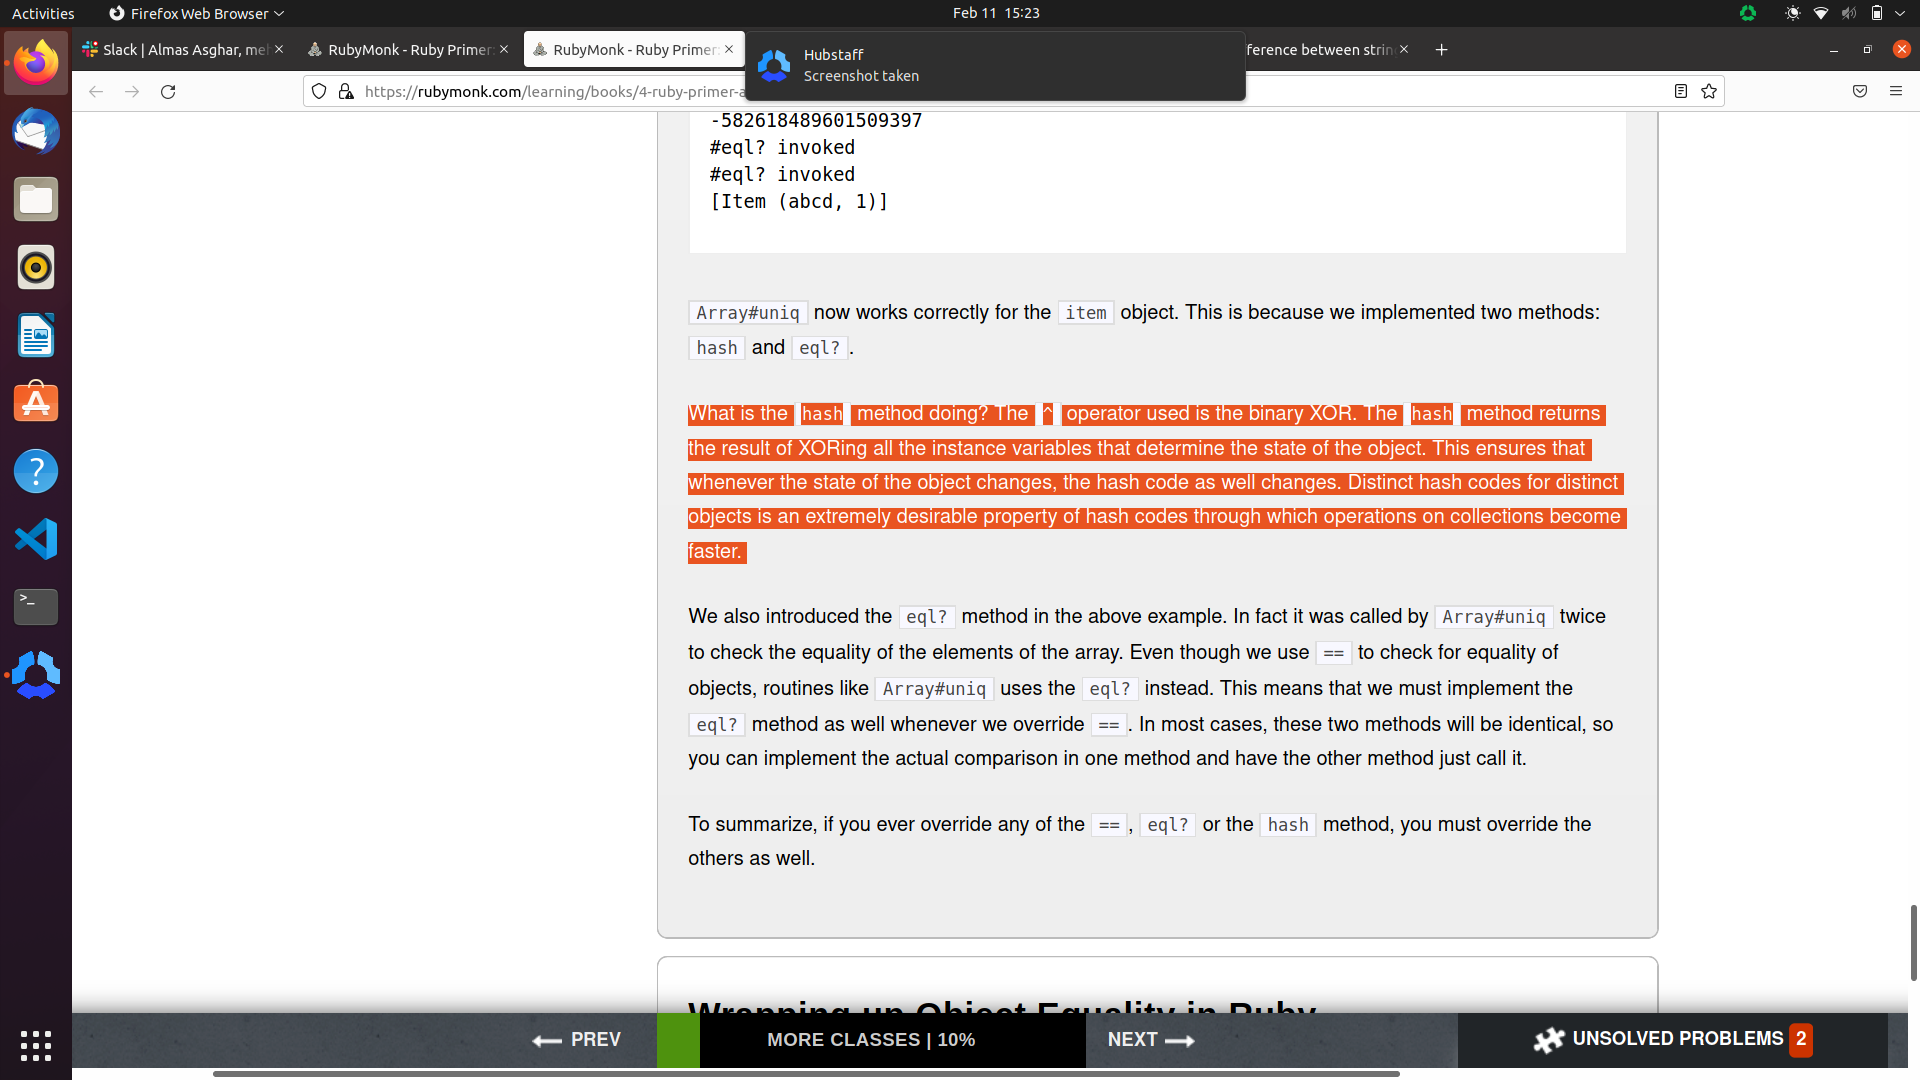 Activities
Firefox Web Browser
Feb 11 15:23
Slack | Almas Asghar, me
RubyMonk - Ruby Primer:
RubyMonk - Ruby Primer:
Hubstaff
Screenshot taken
ference between strin
https://rubymonk.com/learning/books/4-ruby-primer-a
-582618489601509397
#eql? invoked
#eql? invoked
[Item (abcd, 1)]
Array#uniq now works correctly for the item object. This is because we implemented two methods:
hash and eql? .
What is the hash method doing? The ^ operator used is the binary XOR. The hash method returns
the result of XORing all the instance variables that determine the state of the object. This ensures that
whenever the state of the object changes, the hash code as well changes. Distinct hash codes for distinct
objects is an extremely desirable property of hash codes through which operations on collections become
faster.
We also introduced the eql? method in the above example. In fact it was called by Array#uniq twice
to check the equality of the elements of the array. Even though we use == to check for equality of
objects, routines like Array#uniq uses the eql? instead. This means that we must implement the
eql? method as well whenever we override == . In most cases, these two methods will be identical, so
you can implement the actual comparison in one method and have the other method just call it.
To summarize, if you ever override any of the == , eql? or the hash method, you must override the
others as well.
Wrapping up Object Equality in Ruby
PREV
MORE CLASSES | 10%
NEXT
UNSOLVED PROBLEMS 2